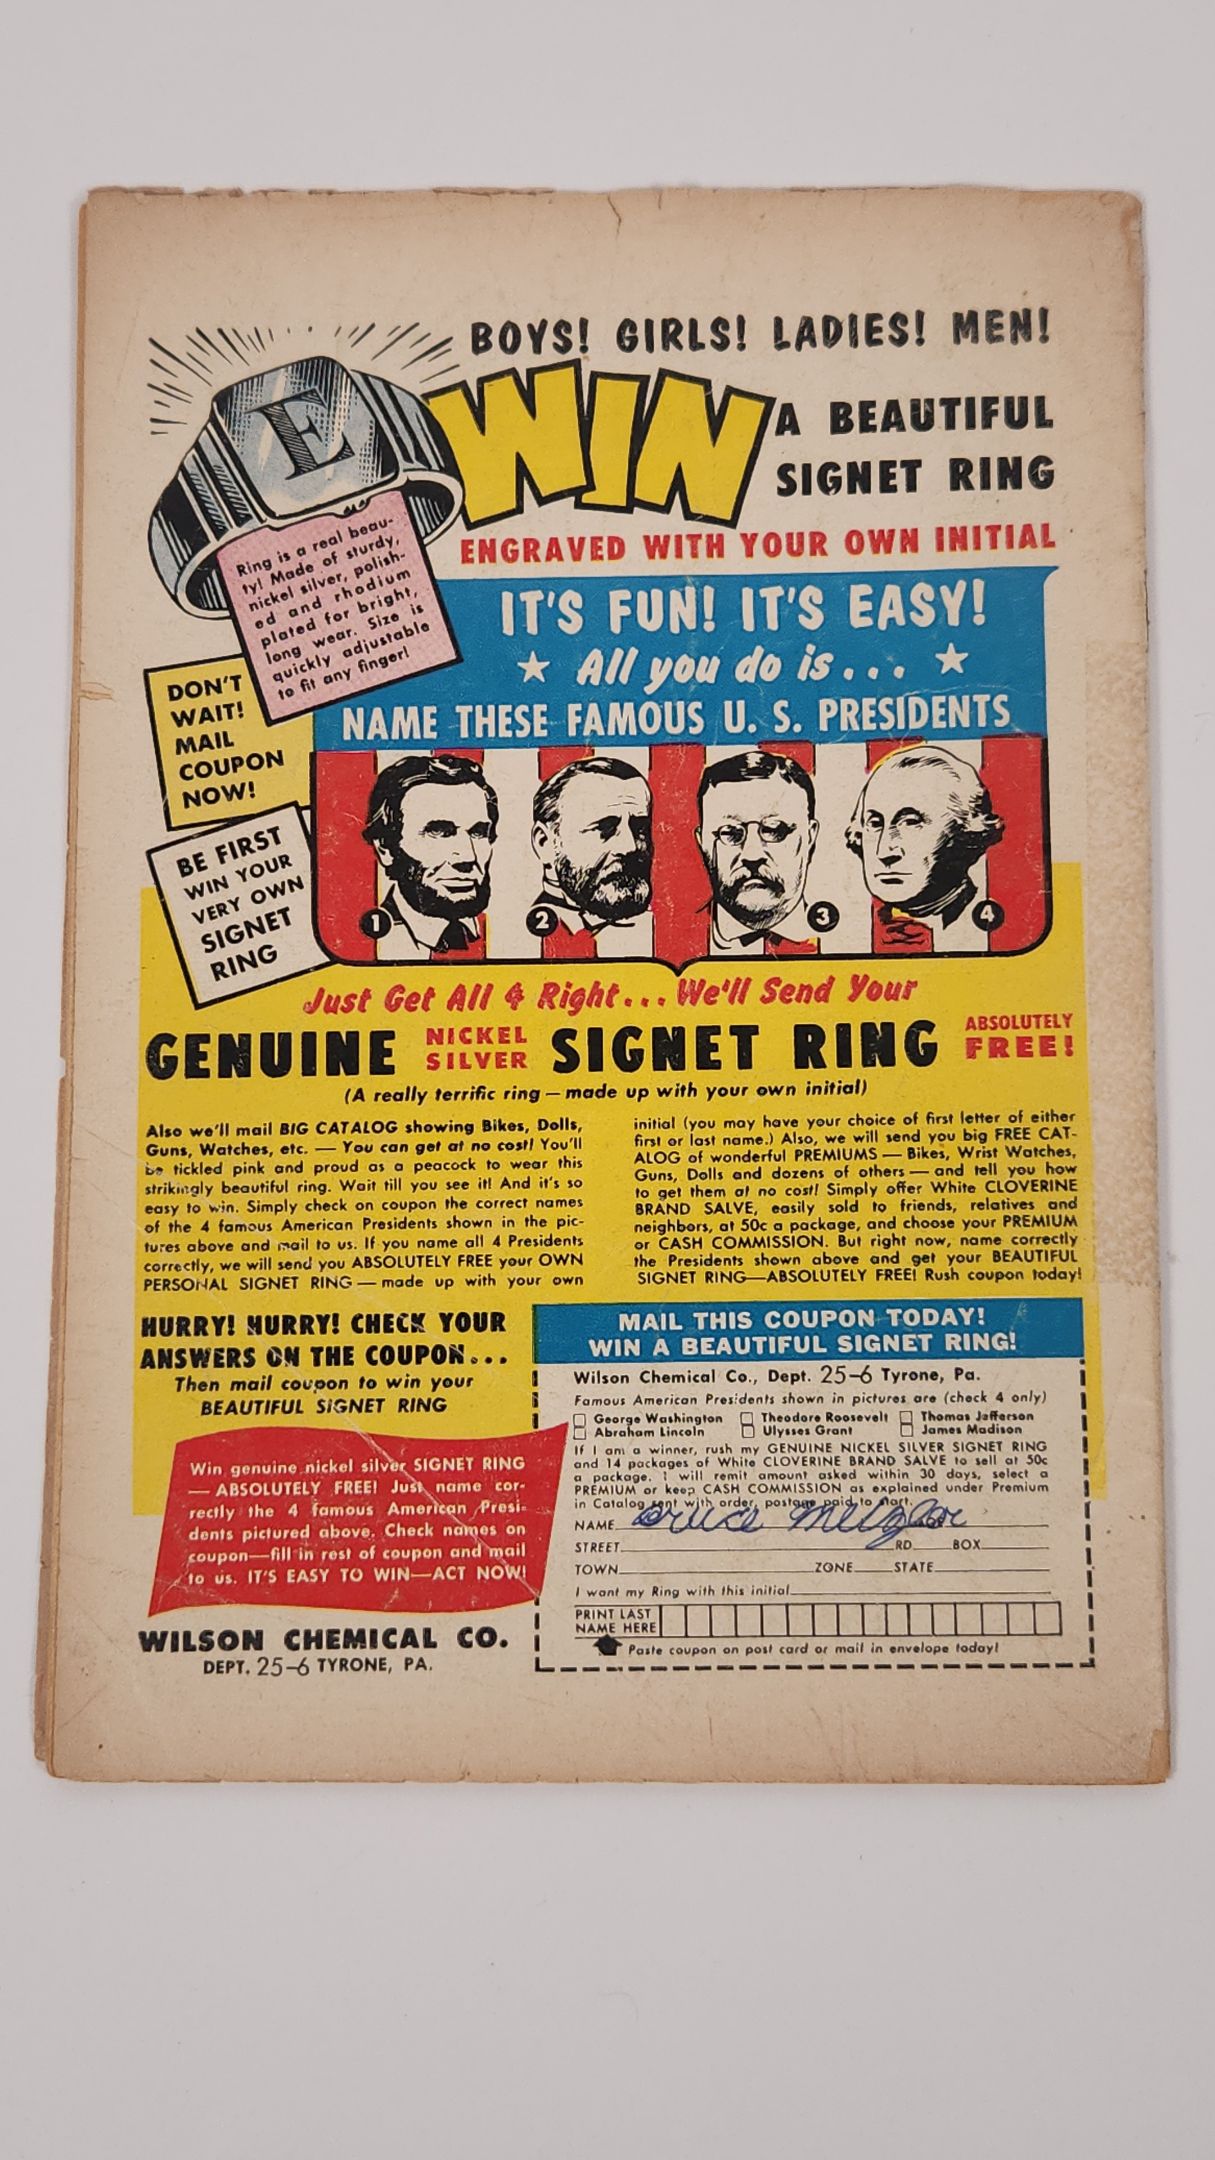 BOYS! GIRLS! LADIES! MEN!
WIN
A BEAUTIFUL
SIGNET RING
ENGRAVED WITH YOUR OWN INITIAL
E
Ring is a real beau-
ty! Made of sturdy,
nickel silver, polish-
ed and rhodium
plated for bright,
long wear. Size is
quickly adjustable
to fit any finger!
DON'T
WAIT!
MAIL
COUPON
NOW!
BE FIRST
WIN YOUR
VERY OWN
SIGNET
RING
IT'S FUN! IT'S EASY!
★ All you do is... ★
NAME THESE FAMOUS U. S. PRESIDENTS
1 2 3 4
Just Get All 4 Right... We'll Send Your
GENUINE NICKEL SILVER SIGNET RING ABSOLUTELY FREE!
(A really terrific ring—made up with your own initial)
Also we'll mail BIG CATALOG showing Bikes, Dolls,
Guns, Watches, etc. — You can get at no cost! You'll
be tickled pink and proud as a peacock to wear this
strikingly beautiful ring. Wait till you see it! And it's so
easy to win. Simply check on coupon the correct names
of the 4 famous American Presidents shown in the pic-
tures above and mail to us. If you name all 4 Presidents
correctly, we will send you ABSOLUTELY FREE your OWN
PERSONAL SIGNET RING — made up with your own
initial (you may have your choice of first letter of either
first or last name.) Also, we will send you big FREE CAT-
ALOG of wonderful PREMIUMS — Bikes, Wrist Watches,
Guns, Dolls and dozens of others — and tell you how
to get them at no cost! Simply offer White CLOVERINE
BRAND SALVE, easily sold to friends, relatives and
neighbors, at 50c a package, and choose your PREMIUM
or CASH COMMISSION. But right now, name correctly
the Presidents shown above and get your BEAUTIFUL
SIGNET RING—ABSOLUTELY FREE! Rush coupon today!
HURRY! HURRY! CHECK YOUR
ANSWERS ON THE COUPON...
Then mail coupon to win your
BEAUTIFUL SIGNET RING
Win genuine nickel silver SIGNET RING
— ABSOLUTELY FREE! Just name cor-
rectly the 4 famous American Presi-
dents pictured above. Check names on
coupon—fill in rest of coupon and mail
to us. IT'S EASY TO WIN—ACT NOW!
WILSON CHEMICAL CO.
DEPT. 25-6 TYRONE, PA.
MAIL THIS COUPON TODAY!
WIN A BEAUTIFUL SIGNET RING!
Wilson Chemical Co., Dept. 25-6 Tyrone, Pa.
Famous American Presidents shown in pictures are (check 4 only)
George Washington Theodore Roosevelt Thomas Jefferson
Abraham Lincoln Ulysses Grant James Madison
If I am a winner, rush my GENUINE NICKEL SILVER SIGNET RING
and 14 packages of White CLOVERINE BRAND SALVE to sell at 50c
a package. I will remit amount asked within 30 days, select a
PREMIUM or keep CASH COMMISSION as explained under Premium
in Catalog sent with order, postage paid to start.
NAME
STREET RD BOX
TOWN ZONE STATE
I want my Ring with this initial
PRINT LAST
NAME HERE
Paste coupon on post card or mail in envelope today!